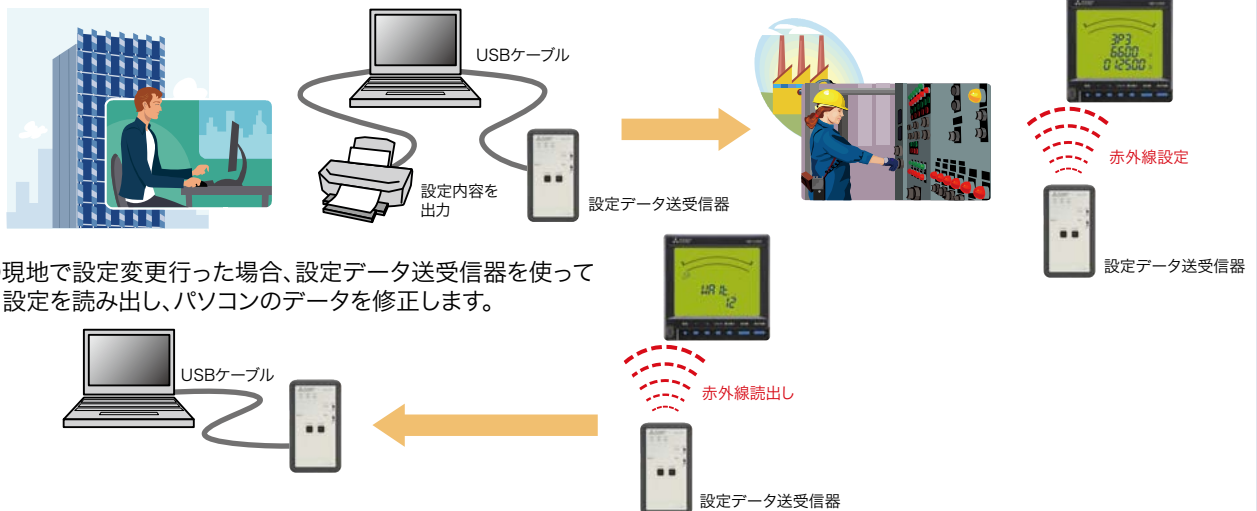 USBケーブル
設定内容を
出力
設定データ送受信器
3P3
6600
012500
赤外線設定
設定データ送受信器
現地で設定変更行った場合、設定データ送受信器を使って
設定を読み出し、パソコンのデータを修正します。
USBケーブル
WAIt
12
赤外線読出し
設定データ送受信器